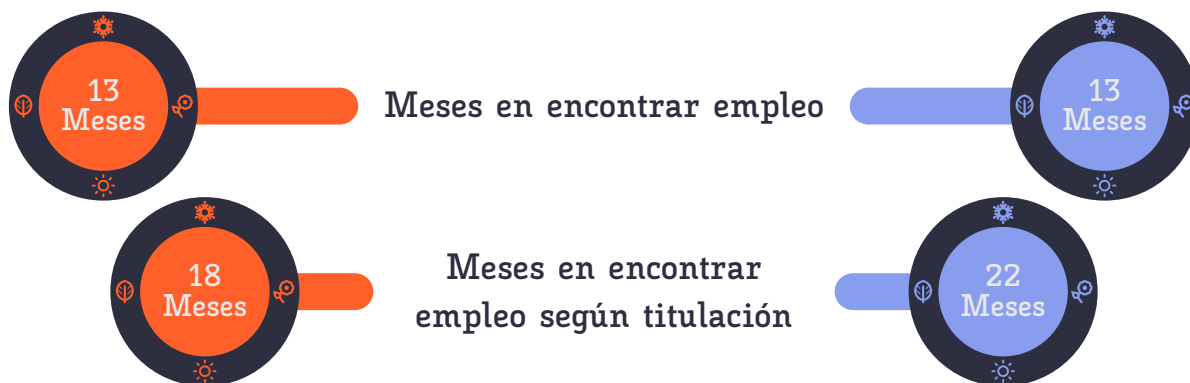 13
Meses
Meses en encontrar empleo
13
Meses
18
Meses
Meses en encontrar
empleo según titulación
22
Meses